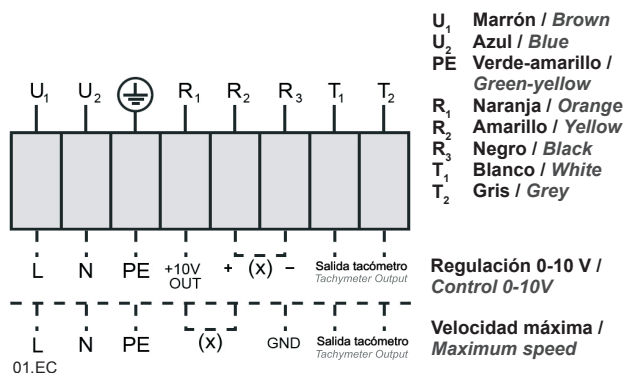 U1 U2 R1 R2 R3 T1 T2
L N PE +10V OUT + (x) – Salida tacómetro
Tachymeter Output
L N PE (x) GND Salida tacómetro
Tachymeter Output
01.EC
U1 Marrón / Brown
U2 Azul / Blue
PE Verde-amarillo /
Green-yellow
R1 Naranja / Orange
R2 Amarillo / Yellow
R3 Negro / Black
T1 Blanco / White
T2 Gris / Grey
Regulación 0-10 V /
Control 0-10V
Velocidad máxima /
Maximum speed